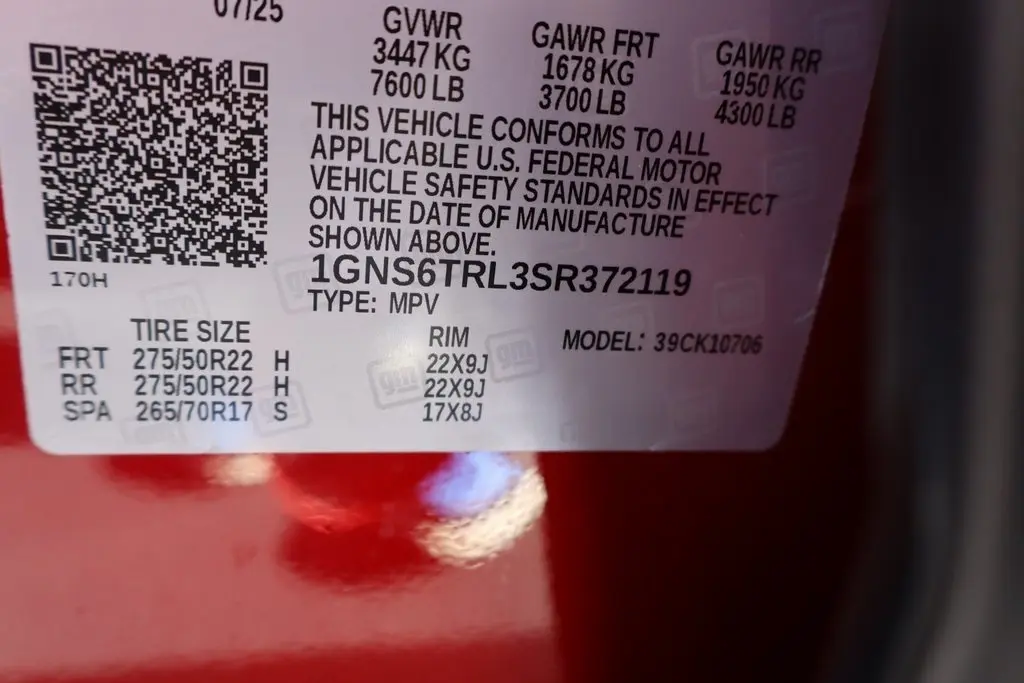 07/25
GVWR GAWR FRT GAWR RR
3447 KG 1678 KG 1950 KG
7600 LB 3700 LB 4300 LB
THIS VEHICLE CONFORMS TO ALL
APPLICABLE U.S. FEDERAL MOTOR
VEHICLE SAFETY STANDARDS IN EFFECT
ON THE DATE OF MANUFACTURE
SHOWN ABOVE.
170H
1GNS6TRL3SR372119
TYPE: MPV
TIRE SIZE RIM MODEL: 39CK10706
FRT 275/50R22 H 22X9J
RR 275/50R22 H 22X9J
SPA 265/70R17 S 17X8J
gm
gm